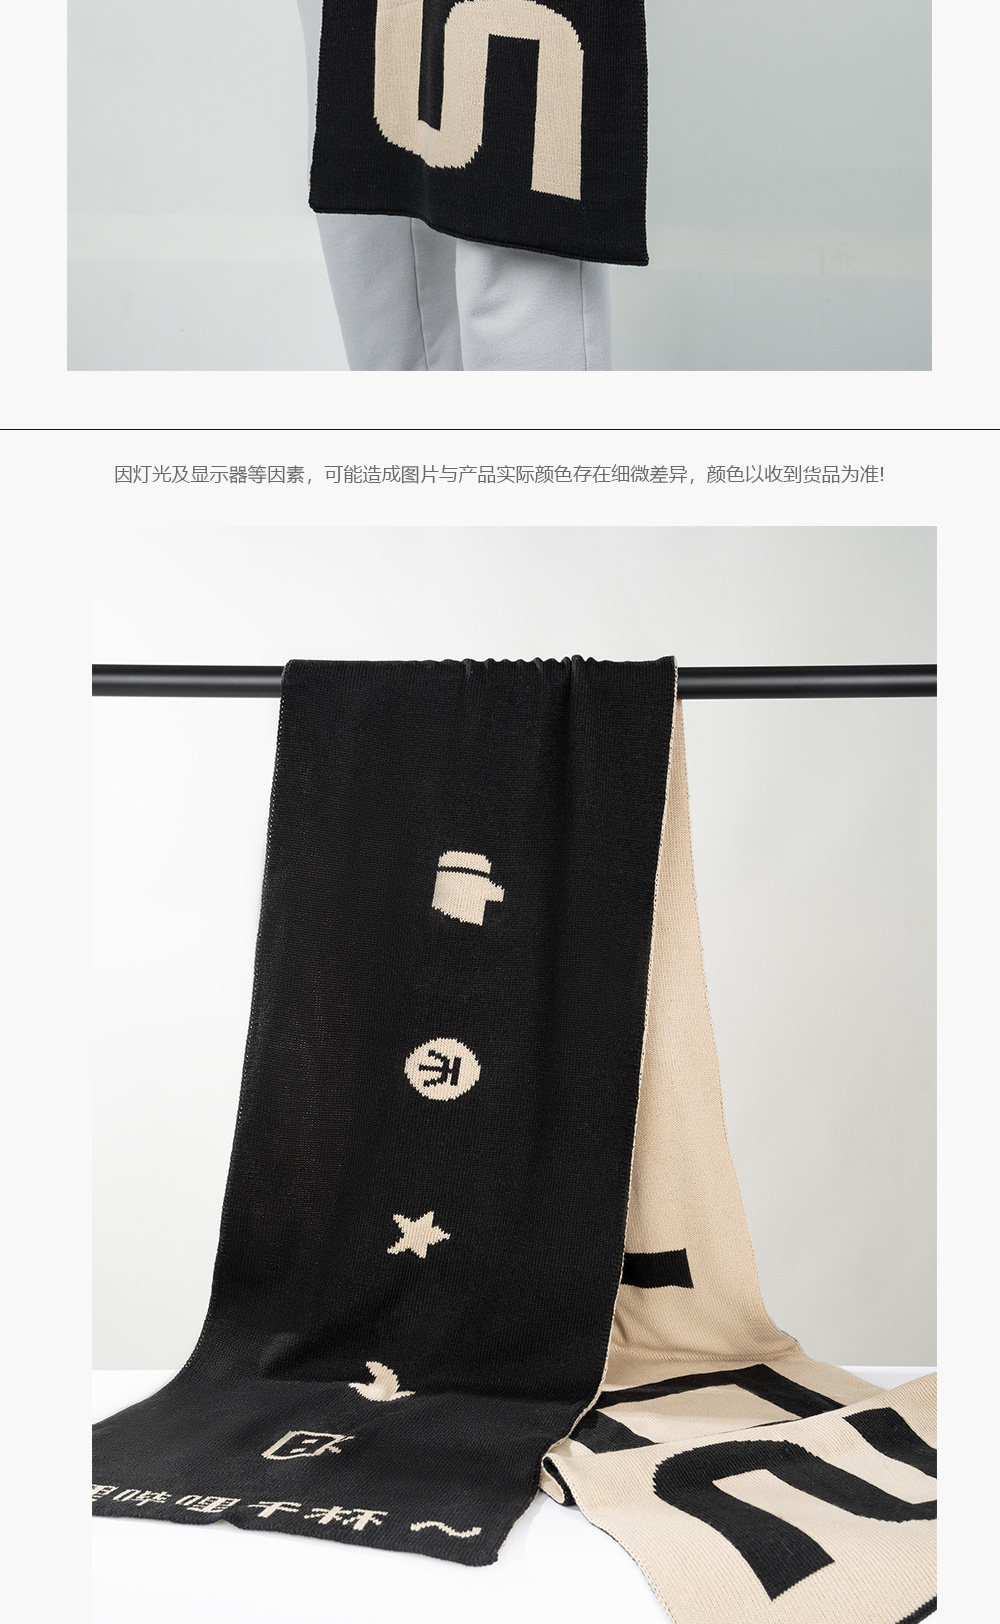 因灯光及显示器等因素，可能造成图片与产品实际颜色存在细微差异，颜色以收到货品为准!
哔哩干杯～